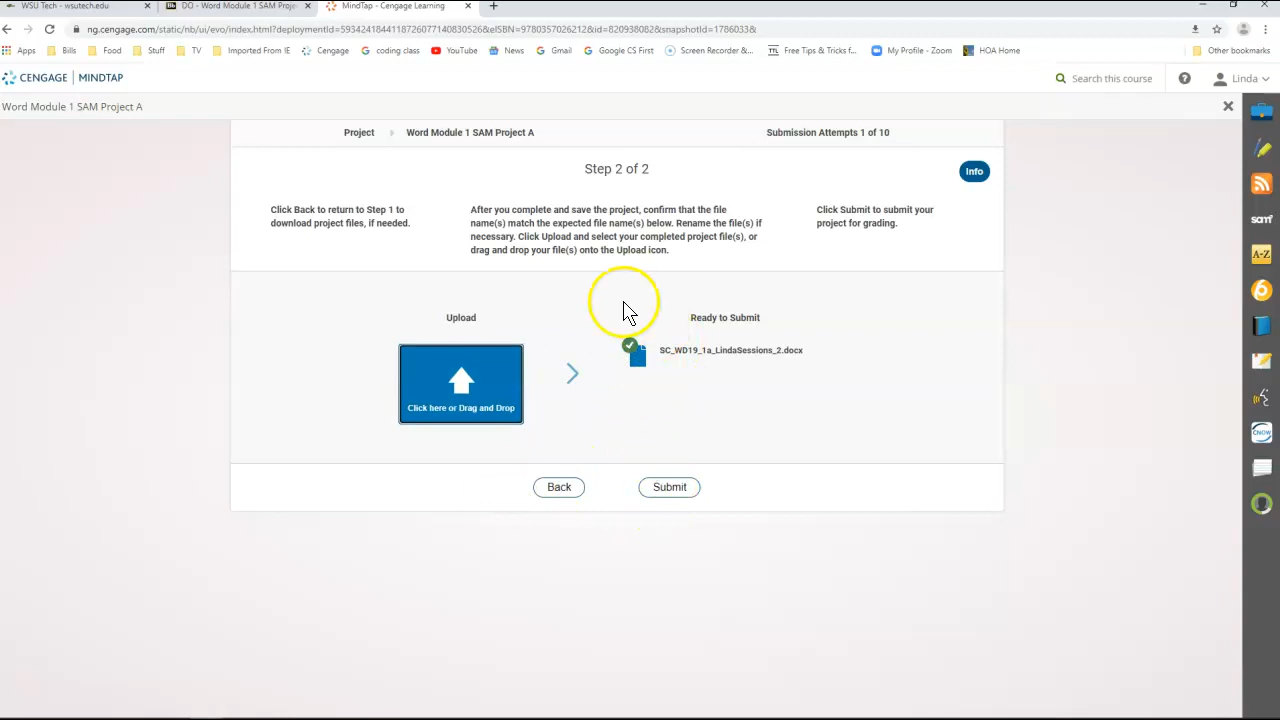 WSU Tech - wsutech.edu
DO - Word Module 1 SAM Projec
MindTap - Cengage Learning
ng.cengage.com/static/nb/ui/evo/index.html?deploymentId=59342418441187260771408305 26&eISBN=9780357026212&id=820938082&snapshotId=1786033&
Apps Bills Food Stuff TV Imported From IE Cengage coding class YouTube News Gmail Google CS First Screen Recorder &... Free Tips & Tricks f... My Profile - Zoom HOA Home Other bookmarks
CENGAGE | MINDTAP
Search this course
Linda
Word Module 1 SAM Project A
Project
Word Module 1 SAM Project A
Submission Attempts 1 of 10
Step 2 of 2
Info
Click Back to return to Step 1 to
download project files, if needed.
After you complete and save the project, confirm that the file
name(s) match the expected file name(s) below. Rename the file(s) if
necessary. Click Upload and select your completed project file(s), or
drag and drop your file(s) onto the Upload icon.
Click Submit to submit your
project for grading.
Upload
Ready to Submit
SC_WD19_1a_LindaSessions_2.docx
Click here or Drag and Drop
Back
Submit
sam
A-Z
6
CNOW